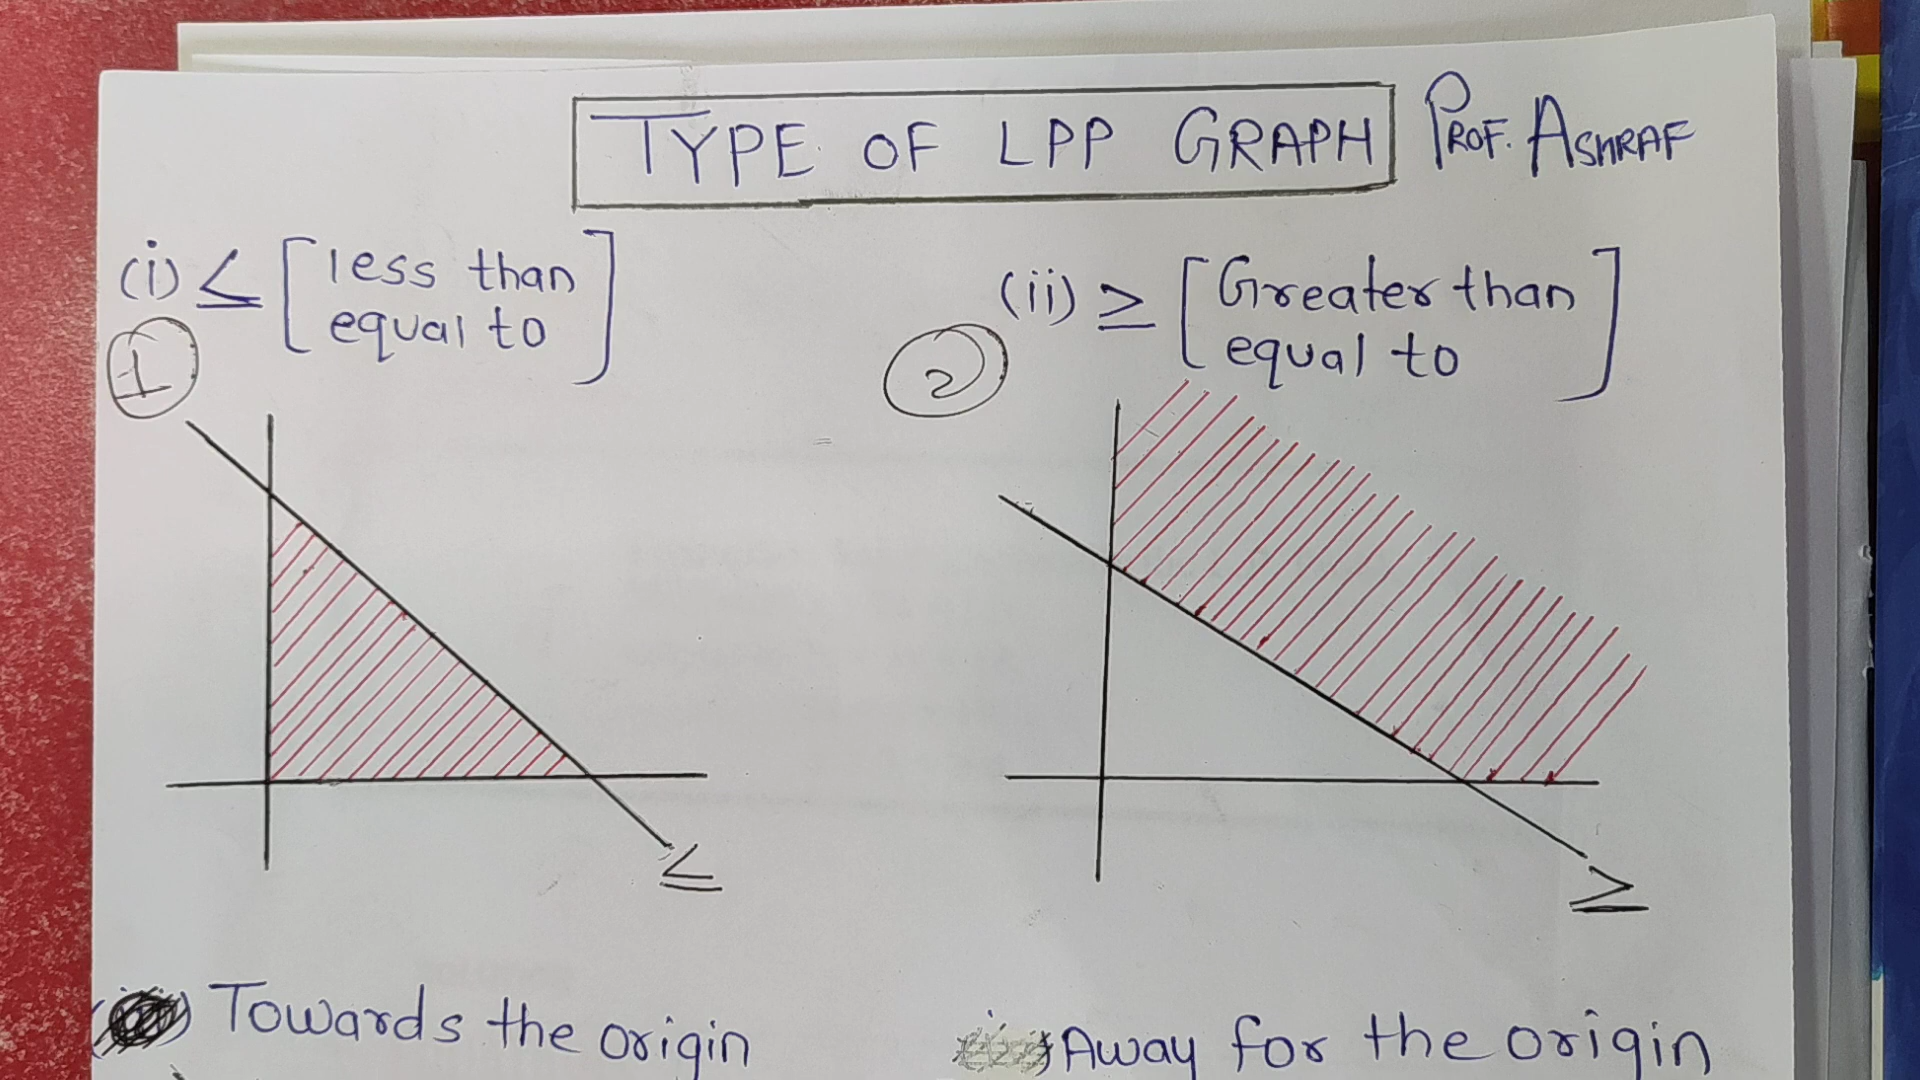 TYPE OF LPP GRAPH PROF. ASHRAF
(i) ≤ [less than
equal to]
1
(ii) ≥ [Greater than
equal to]
2
≤
≥
Towards the origin
Away for the origin